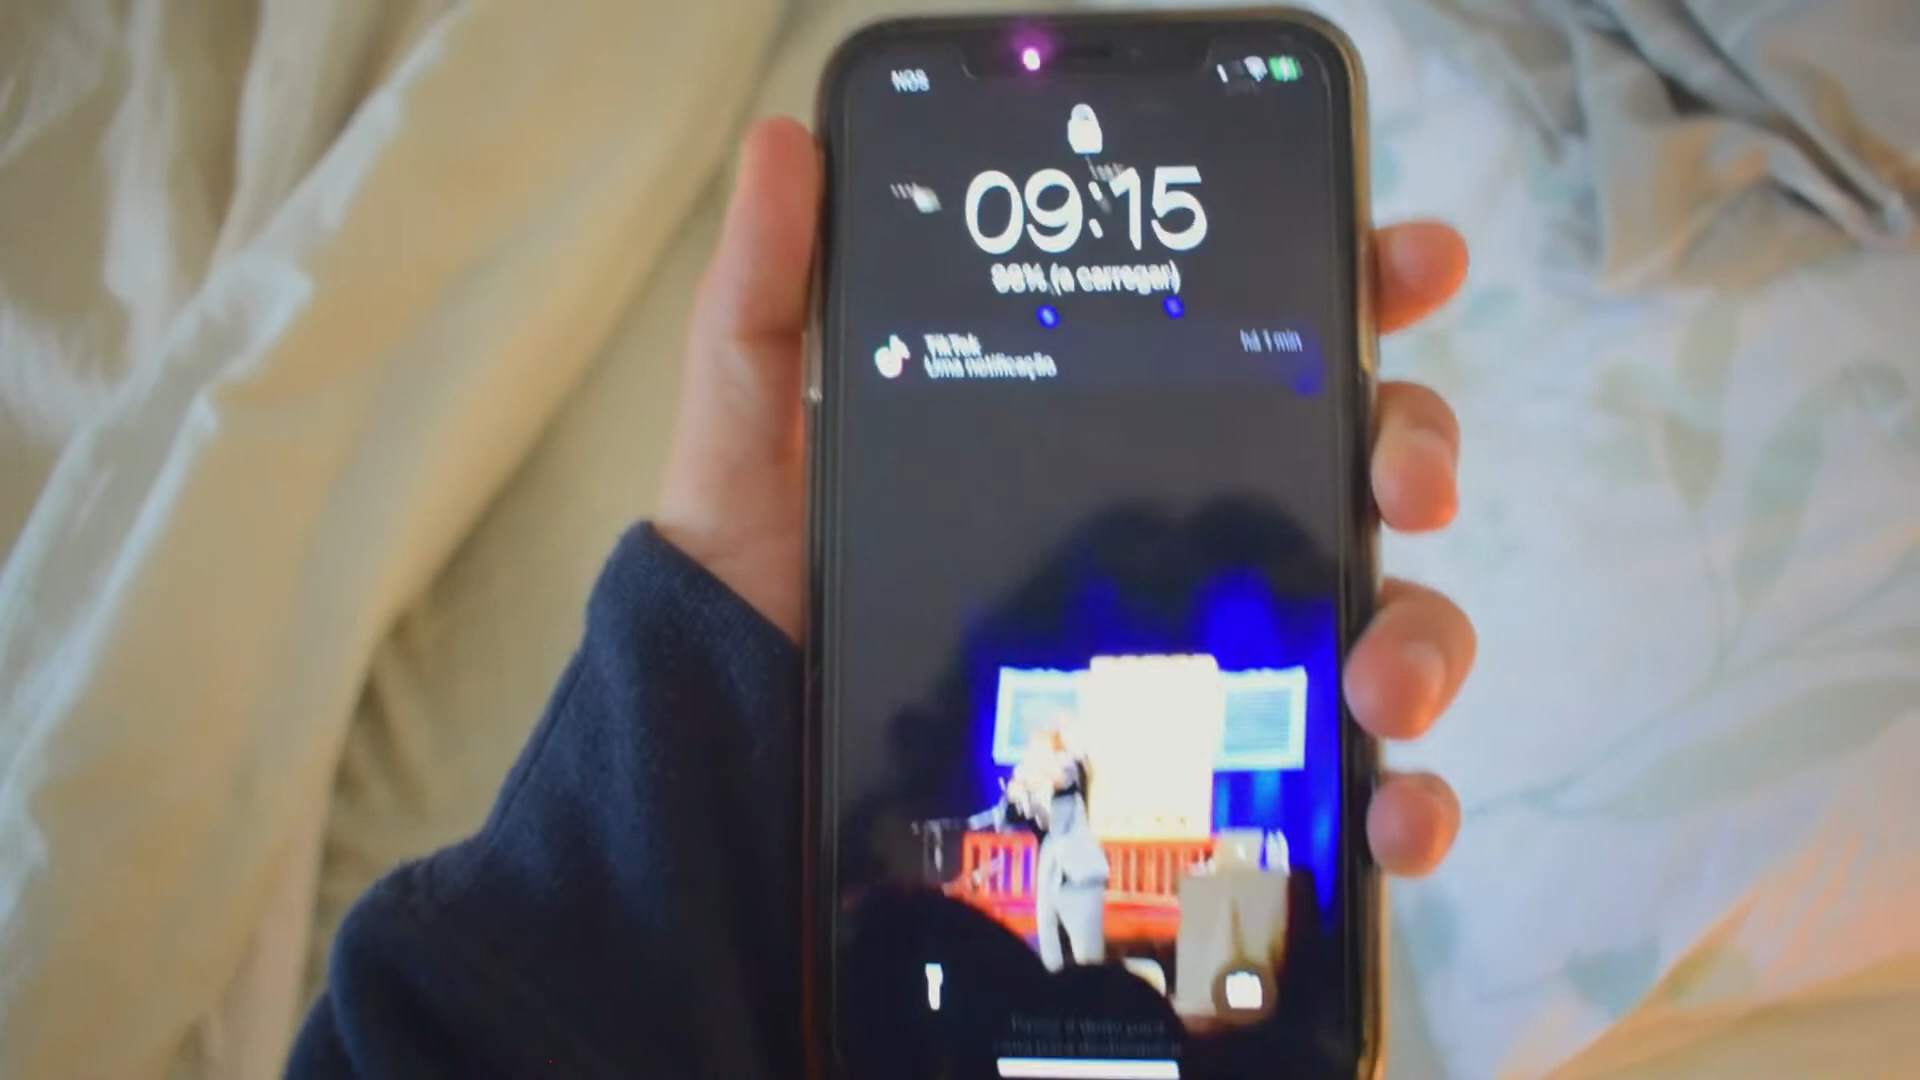 NOS
09:15
(a carregar)
TikTok
há 1 min
Uma notificação